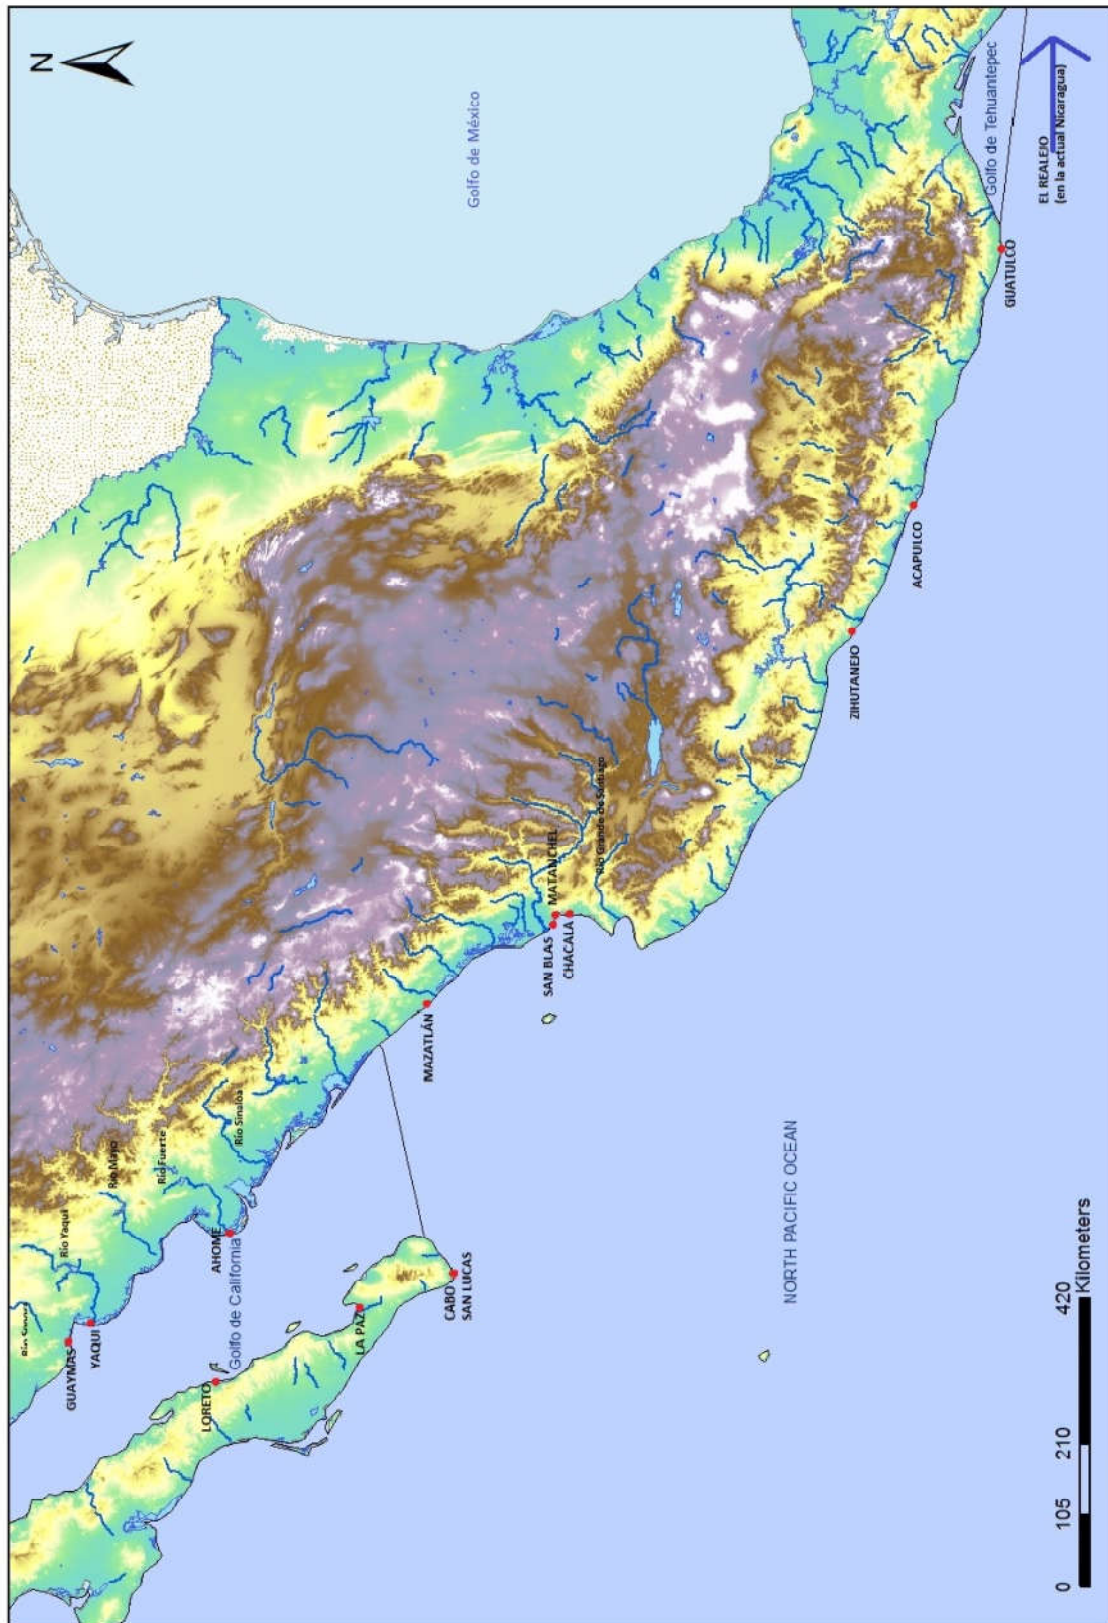 N
Golfo de México
Río
Río Yaqui
Río Mayo
Río Fuerte
Río Sinaloa
GUAYMAS
YAQUI
AHOME
Golfo de California
LORETO
LA PAZ
CABO
SAN LUCAS
MAZATLÁN
SAN BLAS
MATANCHEL
CHACALA
Río Grande de Santiago
ZIHUTANEJO
ACAPULCO
GUATULCO
Golfo de Tehuantepec
EL REALEJO
(en la actual Nicaragua)
NORTH PACIFIC OCEAN
0 105 210 420
Kilometers